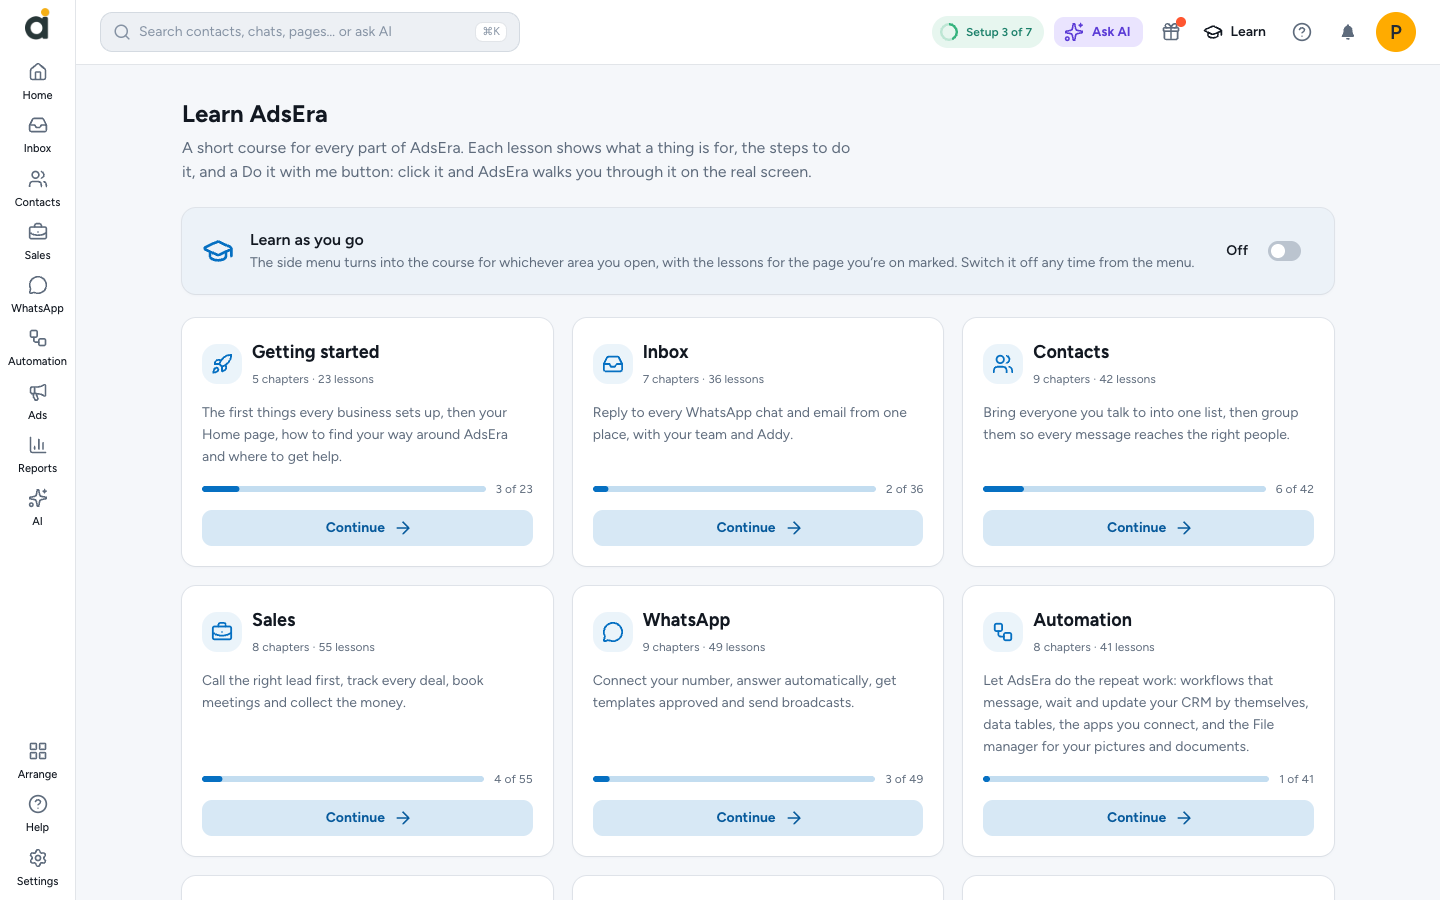 Search contacts, chats, pages... or ask AI
⌘K
Setup 3 of 7
Ask AI
Learn
P
Home
Inbox
Contacts
Sales
WhatsApp
Automation
Ads
Reports
AI
Arrange
Help
Settings
Learn AdsEra
A short course for every part of AdsEra. Each lesson shows what a thing is for, the steps to do
it, and a Do it with me button: click it and AdsEra walks you through it on the real screen.
Learn as you go
The side menu turns into the course for whichever area you open, with the lessons for the page you're on marked. Switch it off any time from the menu.
Off
Getting started
5 chapters · 23 lessons
The first things every business sets up, then your
Home page, how to find your way around AdsEra
and where to get help.
3 of 23
Continue
Inbox
7 chapters · 36 lessons
Reply to every WhatsApp chat and email from one
place, with your team and Addy.
2 of 36
Continue
Contacts
9 chapters · 42 lessons
Bring everyone you talk to into one list, then group
them so every message reaches the right people.
6 of 42
Continue
Sales
8 chapters · 55 lessons
Call the right lead first, track every deal, book
meetings and collect the money.
4 of 55
Continue
WhatsApp
9 chapters · 49 lessons
Connect your number, answer automatically, get
templates approved and send broadcasts.
3 of 49
Continue
Automation
8 chapters · 41 lessons
Let AdsEra do the repeat work: workflows that
message, wait and update your CRM by themselves,
data tables, the apps you connect, and the File
manager for your pictures and documents.
1 of 41
Continue